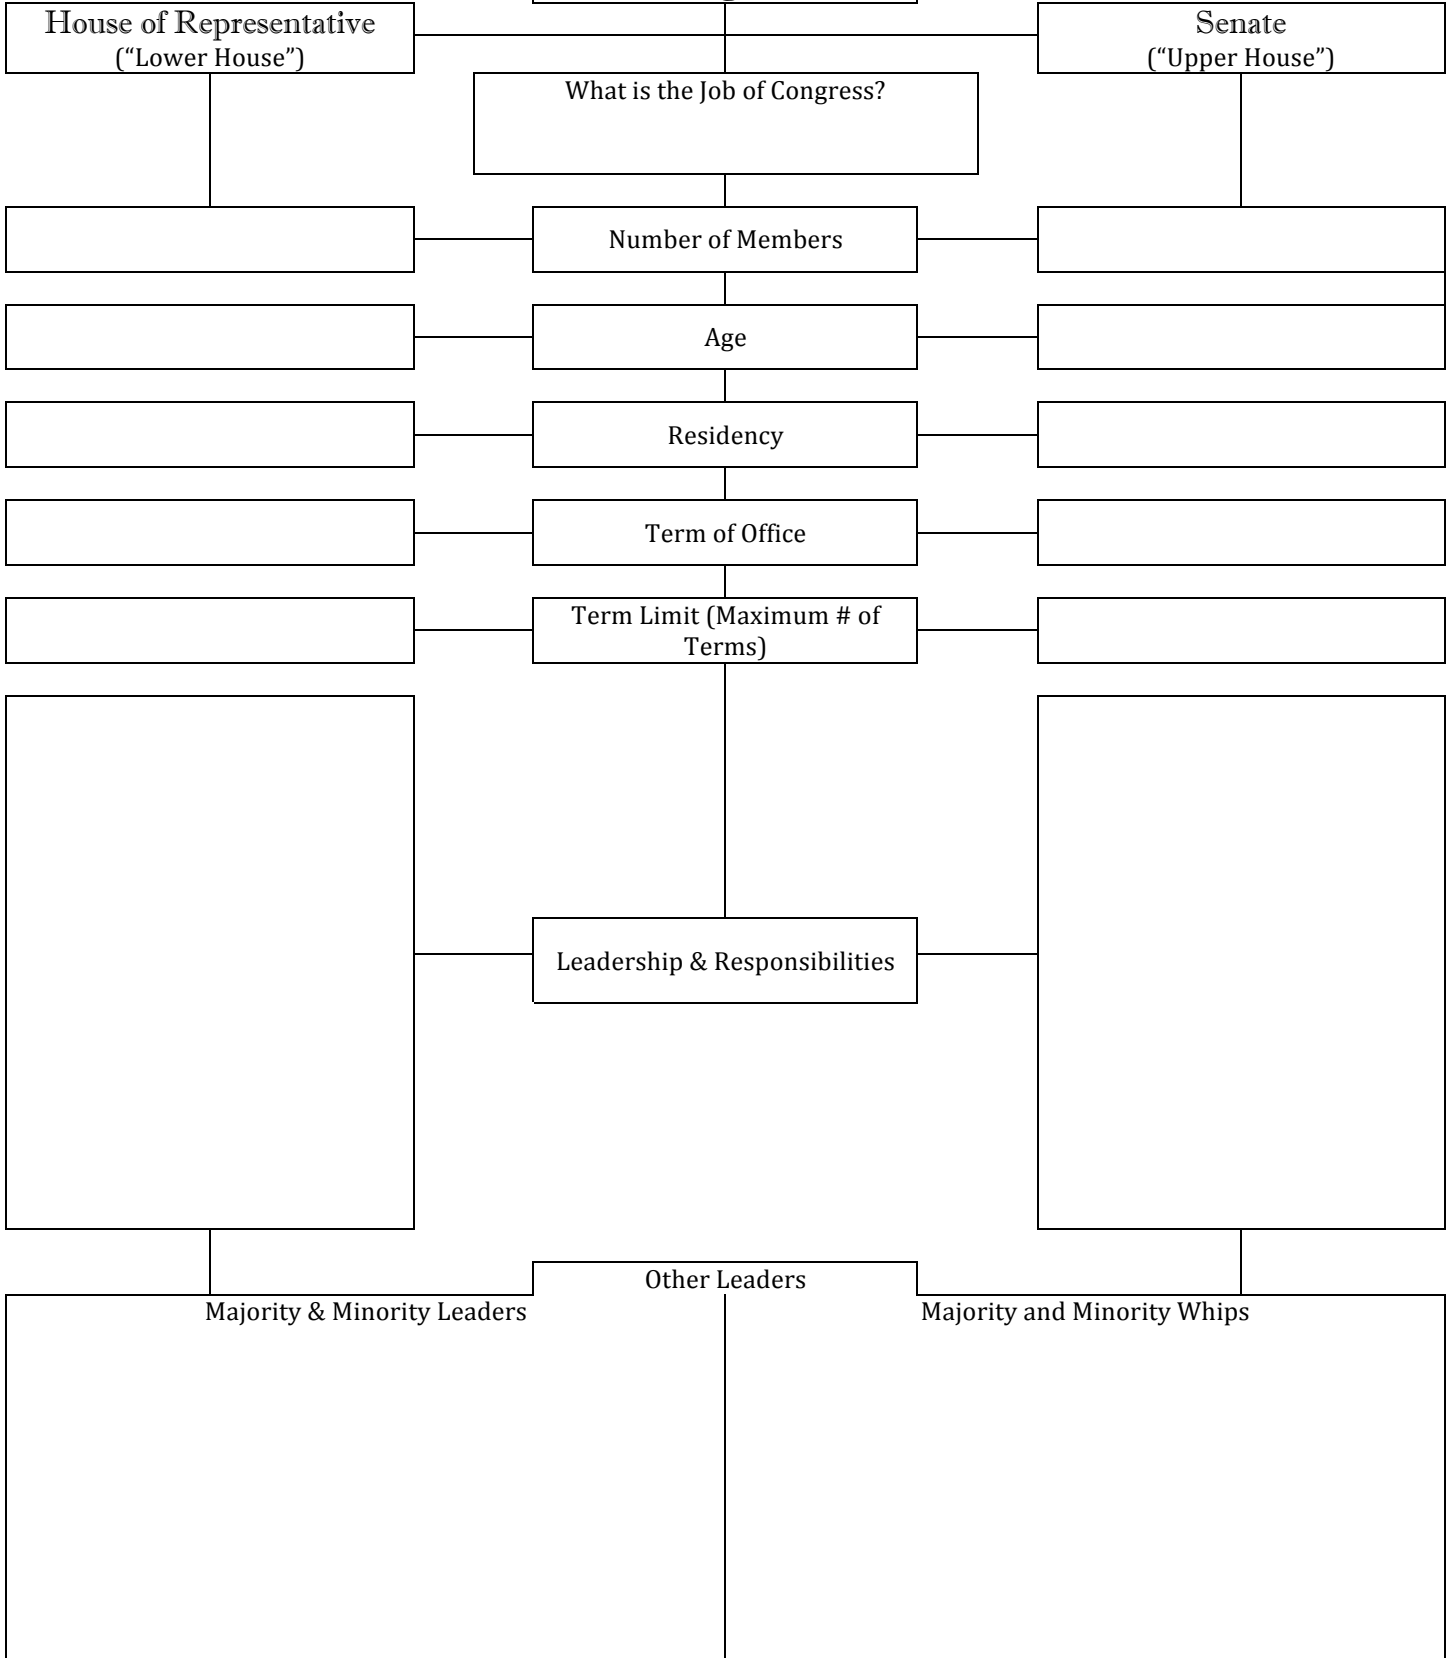 House of Representative
(“Lower House”)
Senate
(“Upper House”)
What is the Job of Congress?
Number of Members
Age
Residency
Term of Office
Term Limit (Maximum # of
Terms)
Leadership & Responsibilities
Other Leaders
Majority & Minority Leaders
Majority and Minority Whips